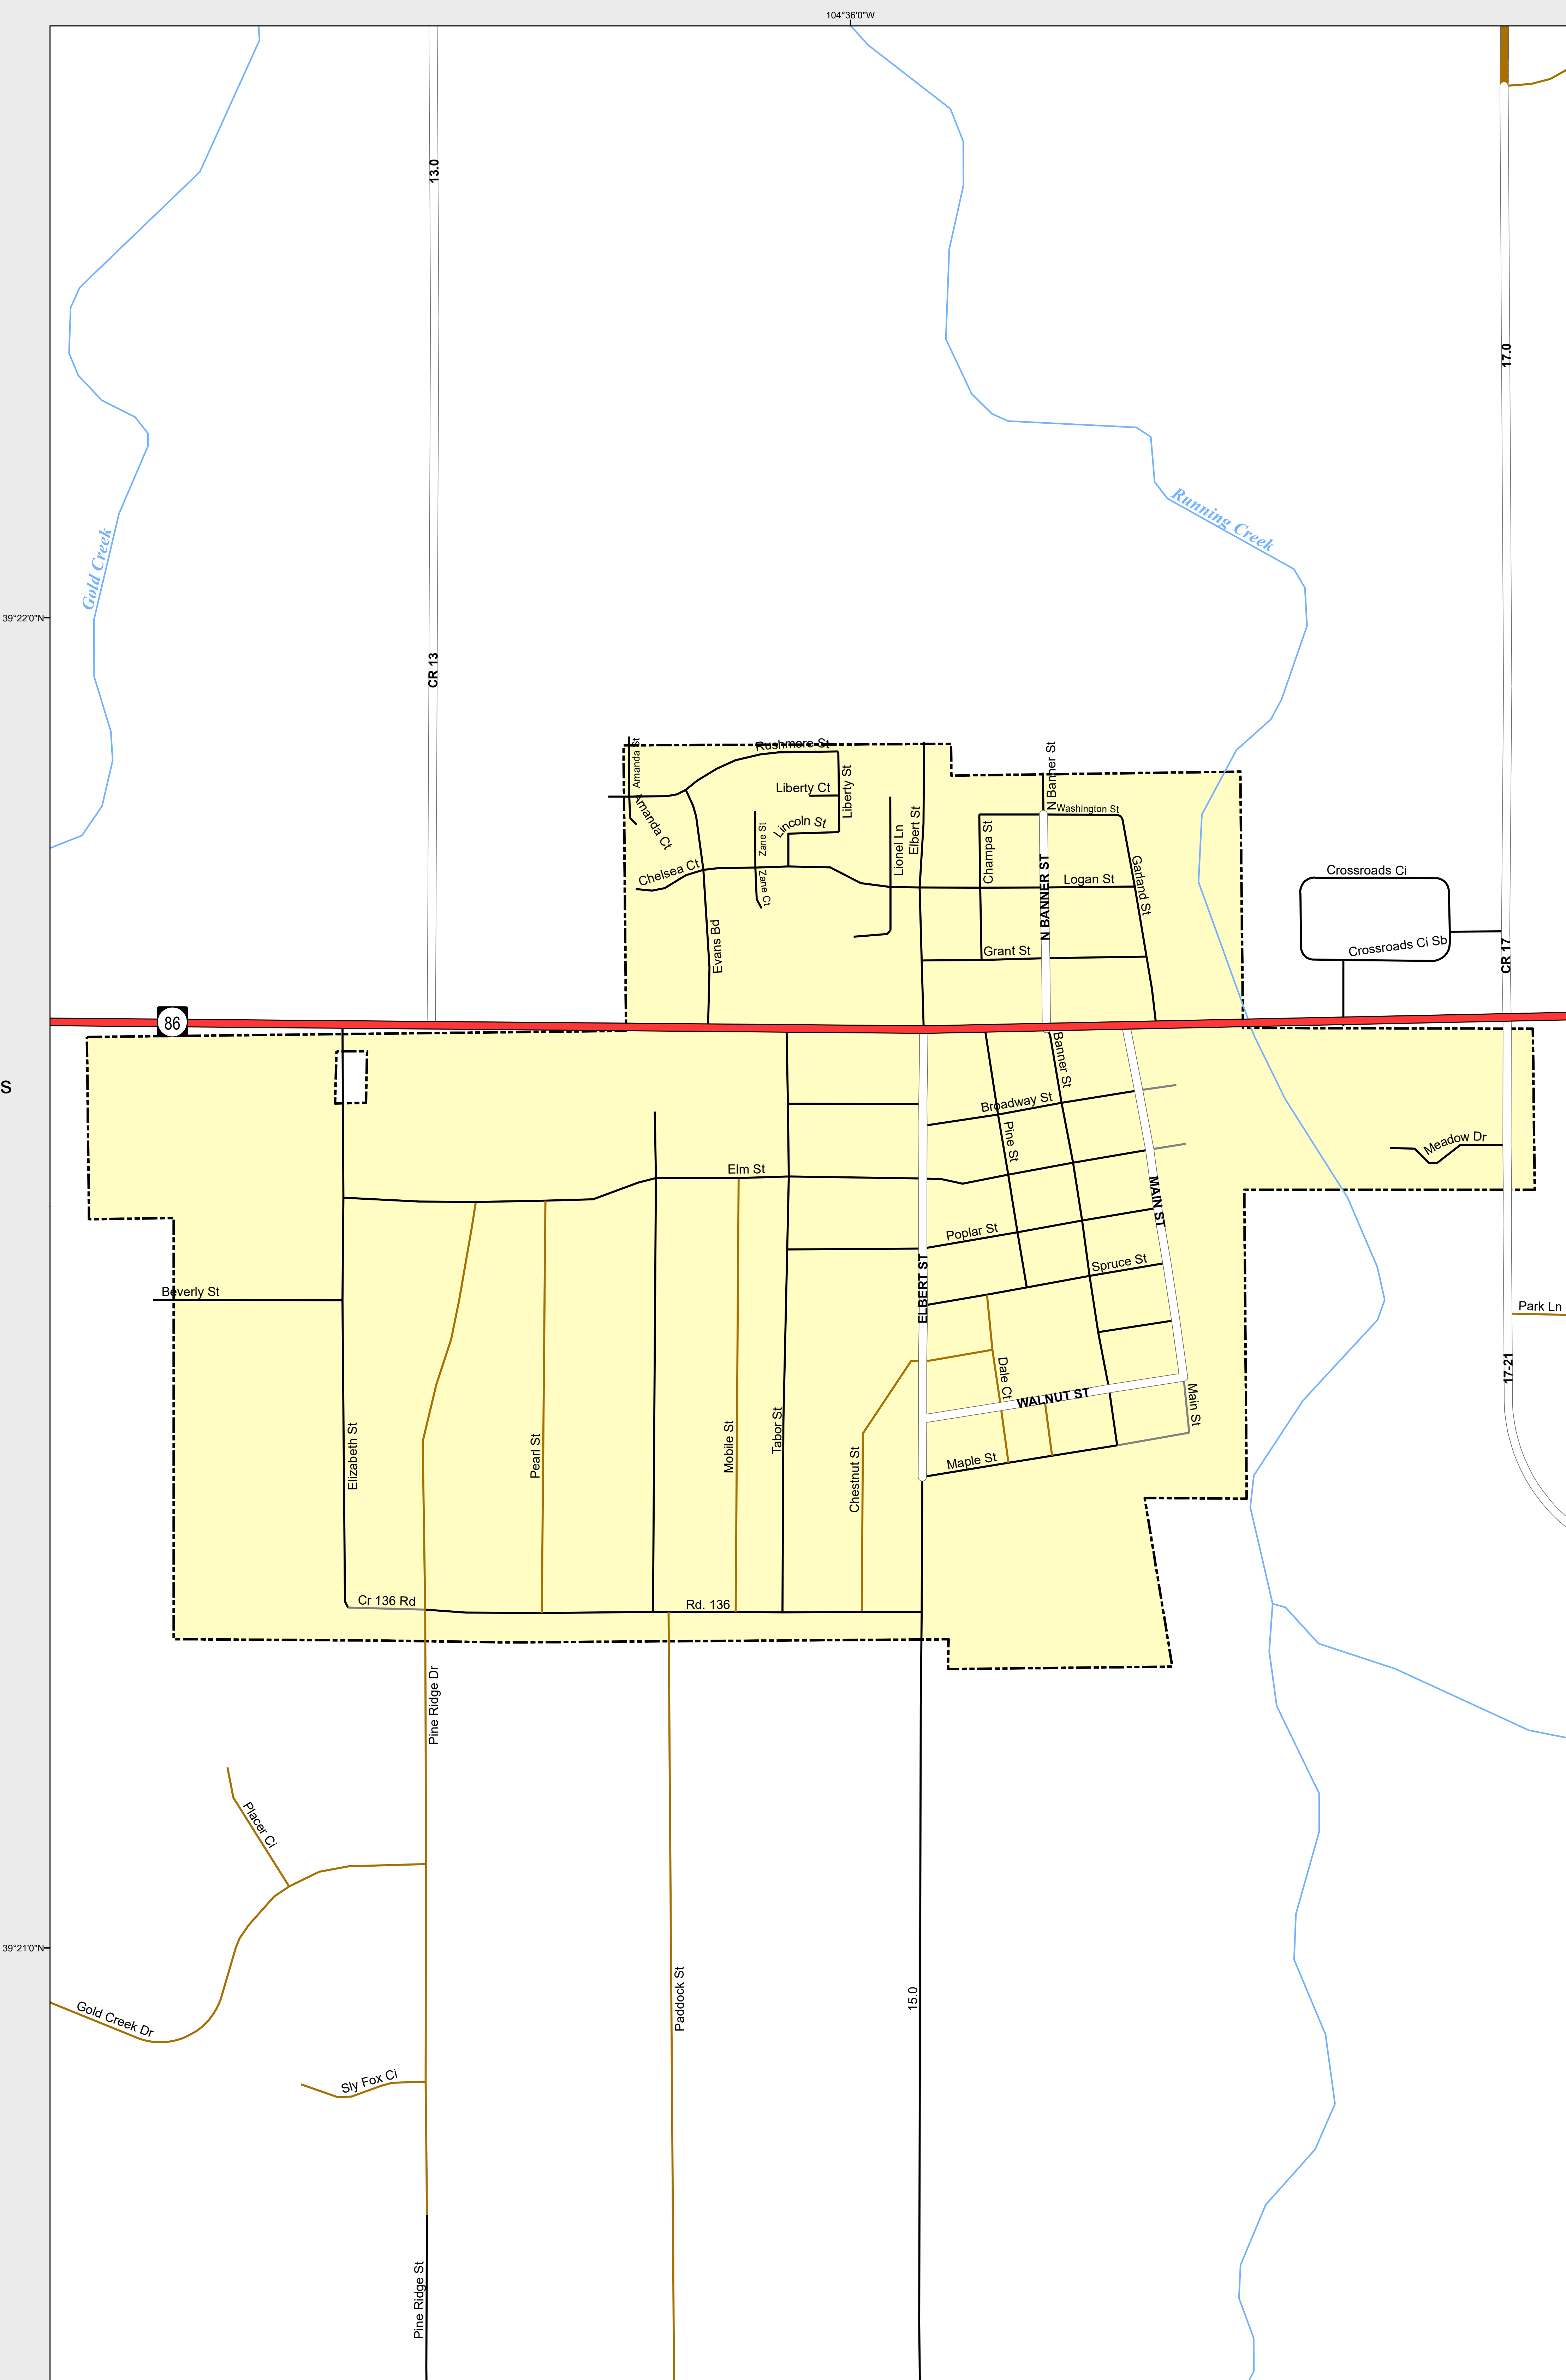 104°36'0"W
13.0
17.0
Running Creek
Gold Creek
39°22'0"N
CR 13
Amanda St
Rushmore St
N Banner St
Liberty Ct
Liberty St
Amanda Ct
Washington St
Elbert St
Lincoln St
Zane St
Lionel Ln
Champa St
Chelsea Ct
Zane Ct
N BANNER ST
Logan St
Garland St
Crossroads Ci
Evans Bd
Grant St
Crossroads Ci Sb
CR 17
86
Banner St
S
Broadway St
Pine St
Meadow Dr
Elm St
MAIN ST
Poplar St
Spruce St
Beverly St
ELBERT ST
Park Ln
17-21
Dale Ct
WALNUT ST
Main St
Elizabeth St
Pearl St
Mobile St
Tabor St
Chestnut St
Maple St
Cr 136 Rd
Rd. 136
Pine Ridge Dr
Placer Ci
39°21'0"N
Paddock St
15.0
Gold Creek Dr
Sly Fox Ci
Pine Ridge St